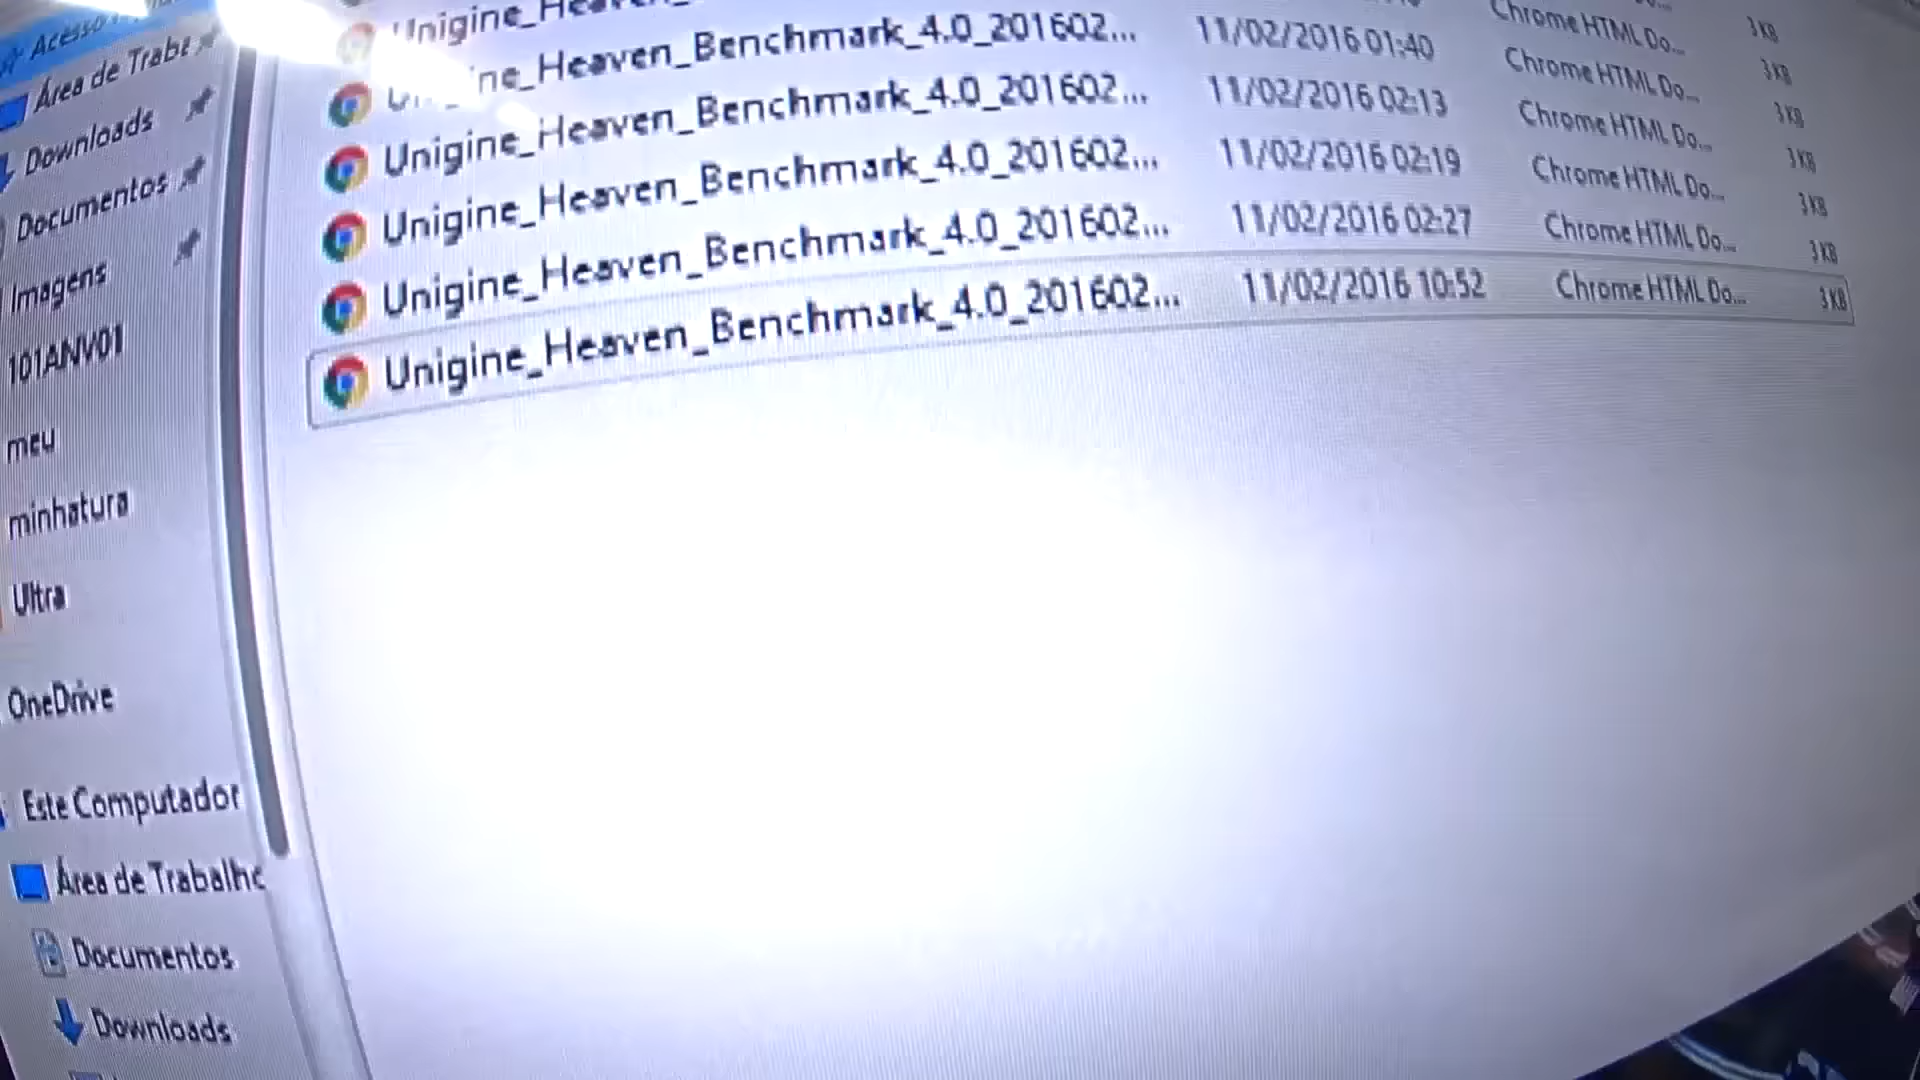 Acesso
Área de Traba
Downloads
Documentos
Imagens
101ANV01
meu
minhatura
Ultra
OneDrive
Este Computador
Área de Trabalho
Documentos
Downloads
Unigine_Heaven_Benchmark_4.0_201602... 11/02/2016 01:40 Chrome HTML Do... 3 KB
Unigine_Heaven_Benchmark_4.0_201602... 11/02/2016 02:13 Chrome HTML Do... 3 KB
Unigine_Heaven_Benchmark_4.0_201602... 11/02/2016 02:19 Chrome HTML Do... 3 KB
Unigine_Heaven_Benchmark_4.0_201602... 11/02/2016 02:27 Chrome HTML Do... 3 KB
Unigine_Heaven_Benchmark_4.0_201602... 11/02/2016 10:52 Chrome HTML Do... 3 KB